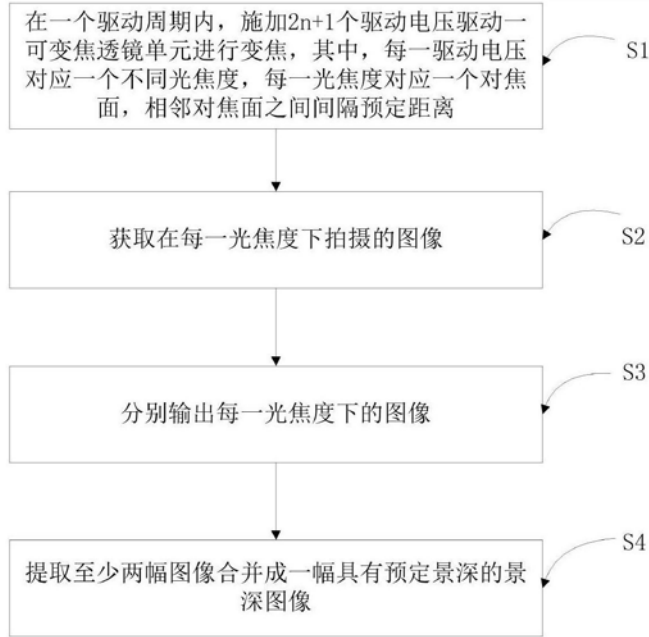 在一个驱动周期内，施加2n+1个驱动电压驱动一
可变焦透镜单元进行变焦，其中，每一驱动电压
对应一个不同光焦度，每一光焦度对应一个对焦
面，相邻对焦面之间间隔预定距离
S1
获取在每一光焦度下拍摄的图像
S2
分别输出每一光焦度下的图像
S3
提取至少两幅图像合并成一幅具有预定景深的景
深图像
S4